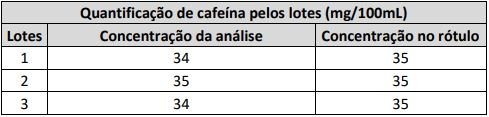 Quantificação de cafeína pelos lotes (mg/100mL)
Lotes Concentração da análise Concentração no rótulo
1 34 35
2 35 35
3 34 35